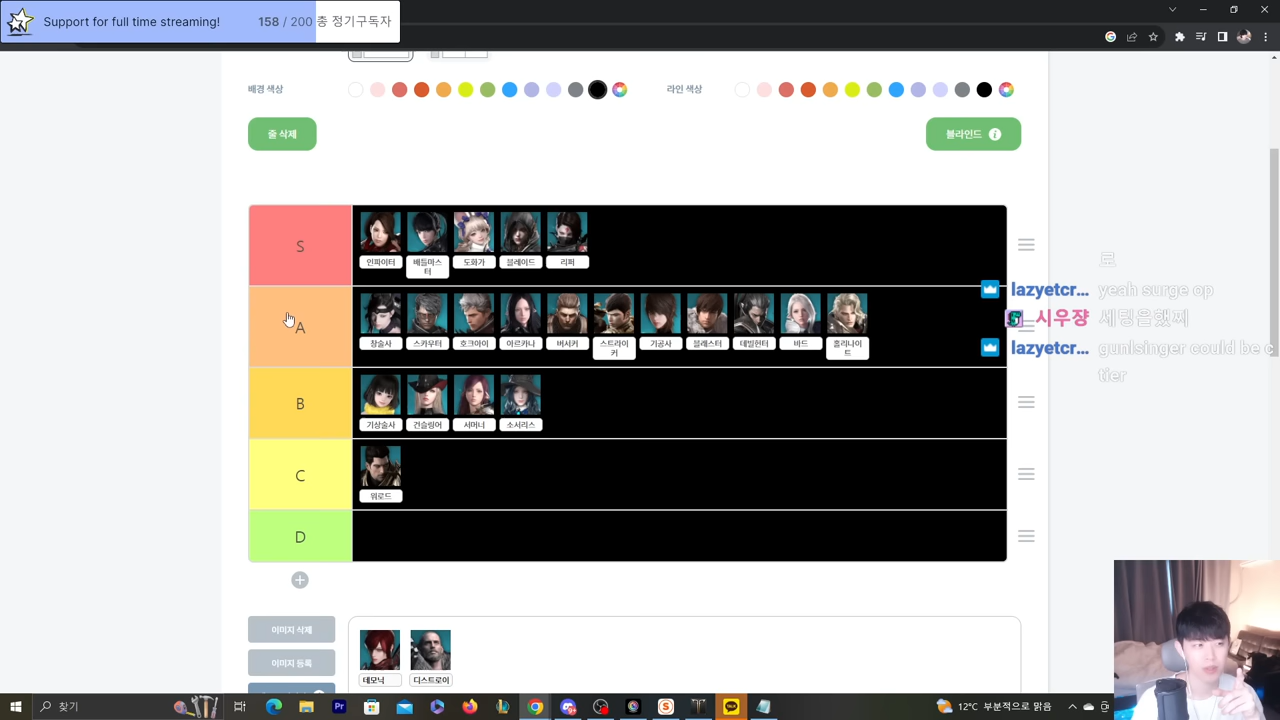 Support for full time streaming!
158 / 200 총 정기구독자
배경 색상
라인 색상
줄 삭제
블라인드
S
인파이터
배틀마스
터
도화가
블레이드
리퍼
로
lazyetcr... yeah surge op
A
창술사
스카우터
호크아이
아르카나
버서커
스트라이
커
기공사
블래스터
데빌헌터
바드
홀리나이
트
시우쟝 세팅을했찌
lazyetcr... gunlsinger could be c
tier
B
기상술사
건슬링어
서머너
소서리스
C
워로드
D
이미지 삭제
이미지 등록
데모닉
디스트로이
찾기
12°C 부분적으로 맑음